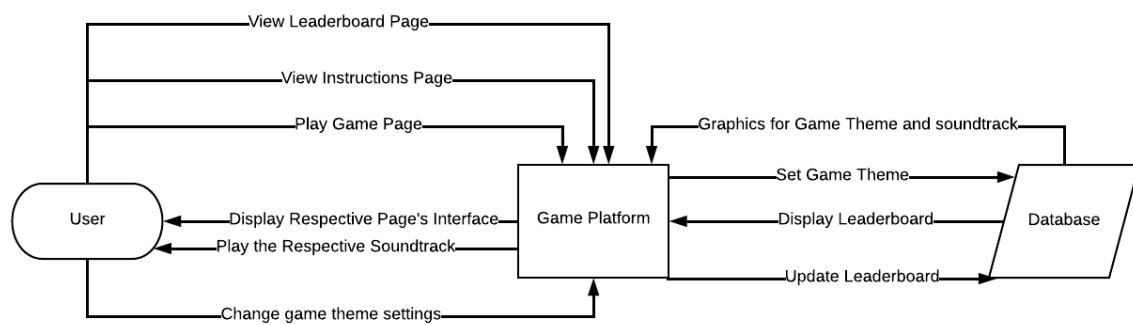 View Leaderboard Page
View Instructions Page
Play Game Page
Graphics for Game Theme and soundtrack
Set Game Theme
User
Display Respective Page's Interface
Game Platform
Display Leaderboard
Database
Play the Respective Soundtrack
Update Leaderboard
Change game theme settings